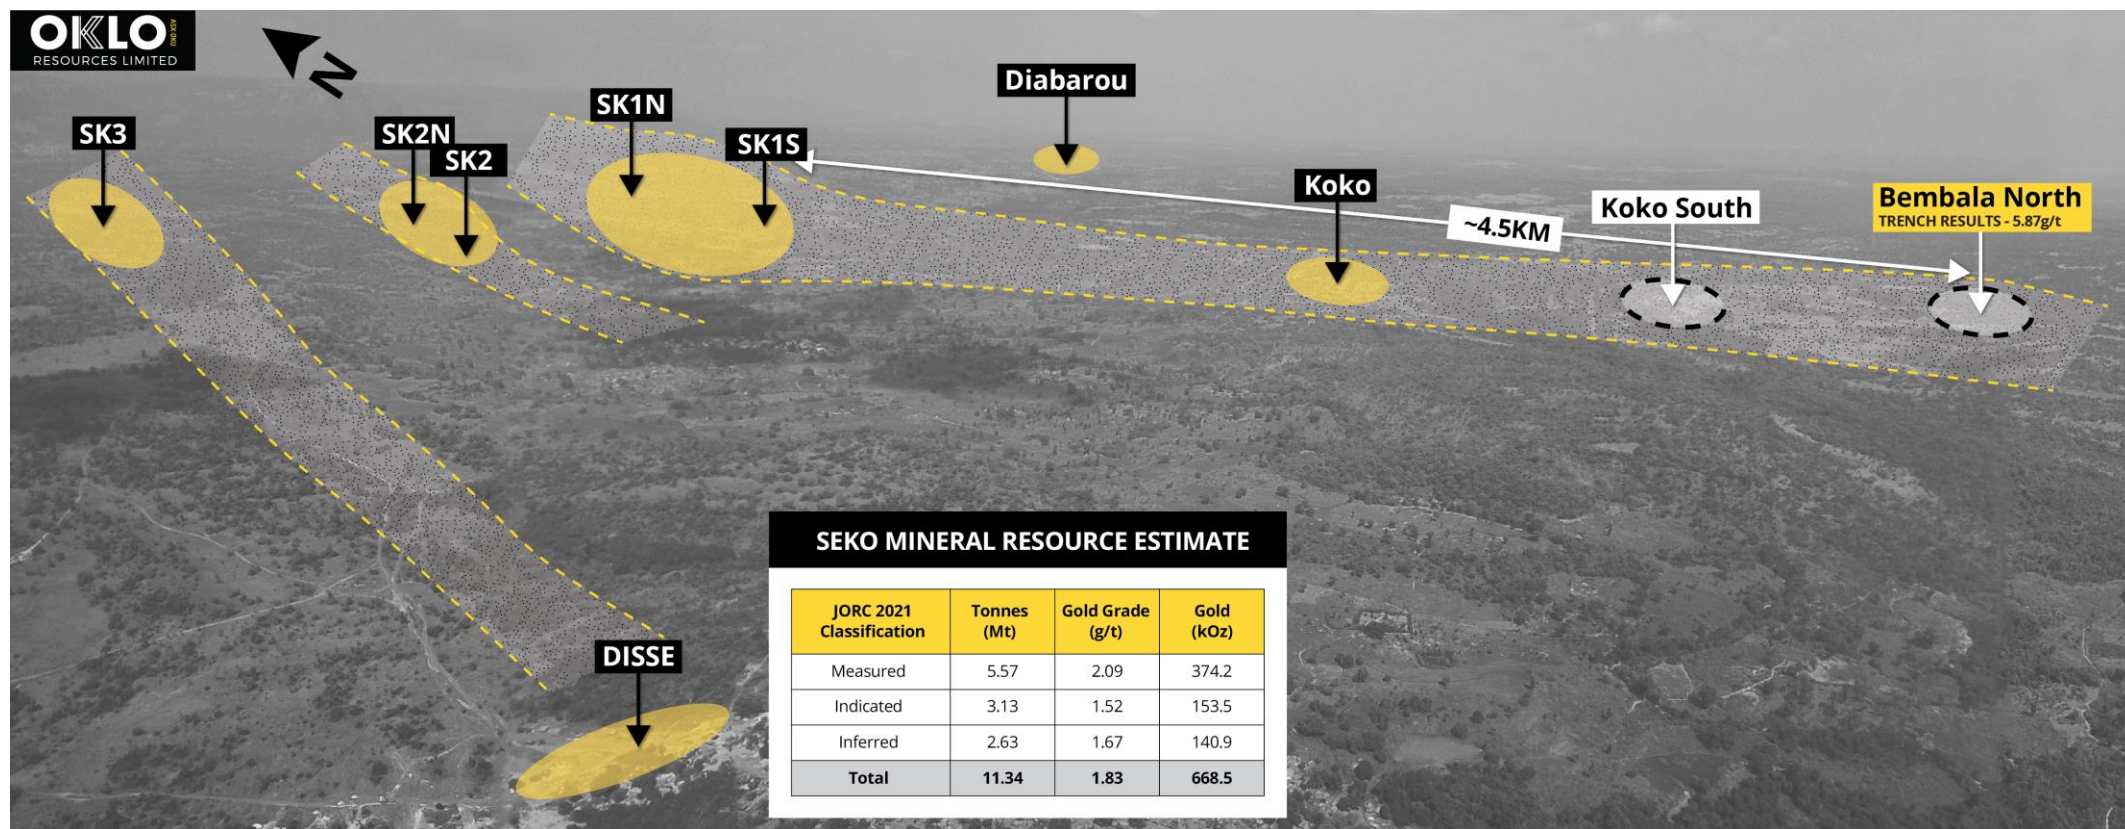 OKLO
ASX:OKU
RESOURCES LIMITED
N
SK3
SK2N
SK2
SK1N
SK1S
Diabarou
Koko
~4.5KM
Koko South
Bembala North
TRENCH RESULTS - 5.87g/t
DISSE
SEKO MINERAL RESOURCE ESTIMATE
JORC 2021 Classification Tonnes (Mt) Gold Grade (g/t) Gold (kOz)
Measured 5.57 2.09 374.2
Indicated 3.13 1.52 153.5
Inferred 2.63 1.67 140.9
Total 11.34 1.83 668.5